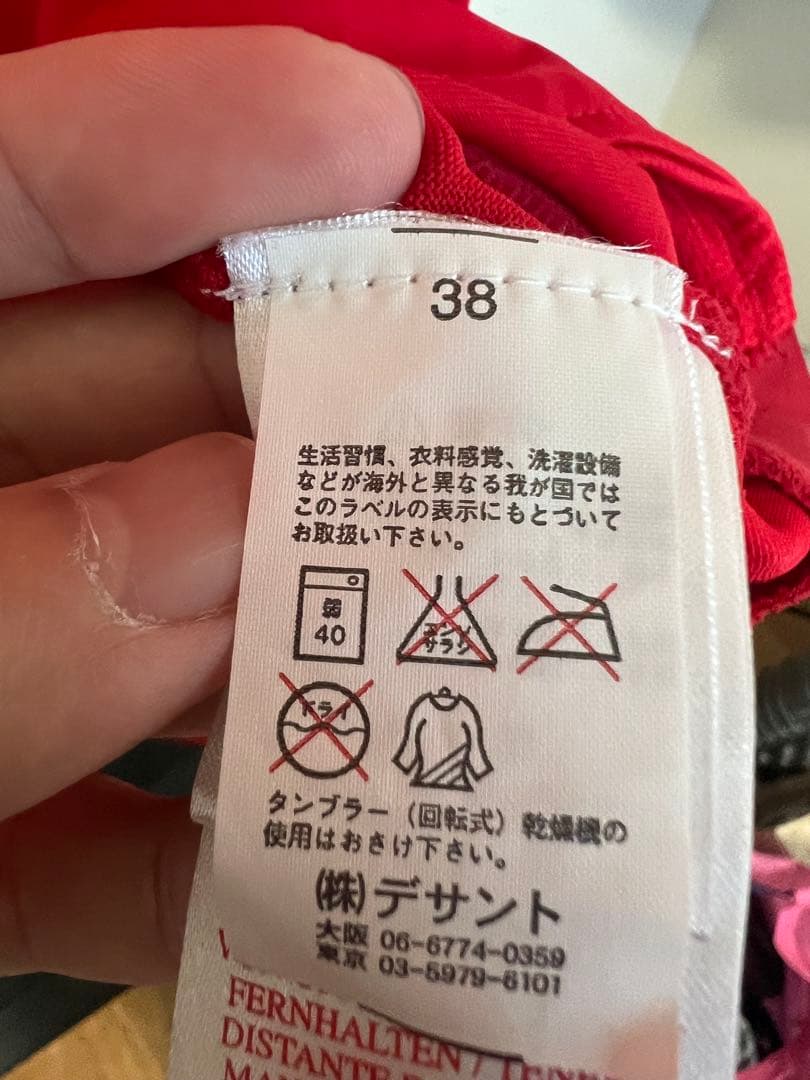 38
生活習慣、衣料感覚、洗濯設備
などが海外と異なる我が国では
このラベルの表示にもとづいて
お取扱い下さい。
弱
40
エンソ
サラシ
ドライ
タンブラー (回転式) 乾燥機の
使用はおさけ下さい。
(株)デサント
大阪 06-6774-0359
東京 03-5979-6101
FERNHALTEN /
DISTANTE